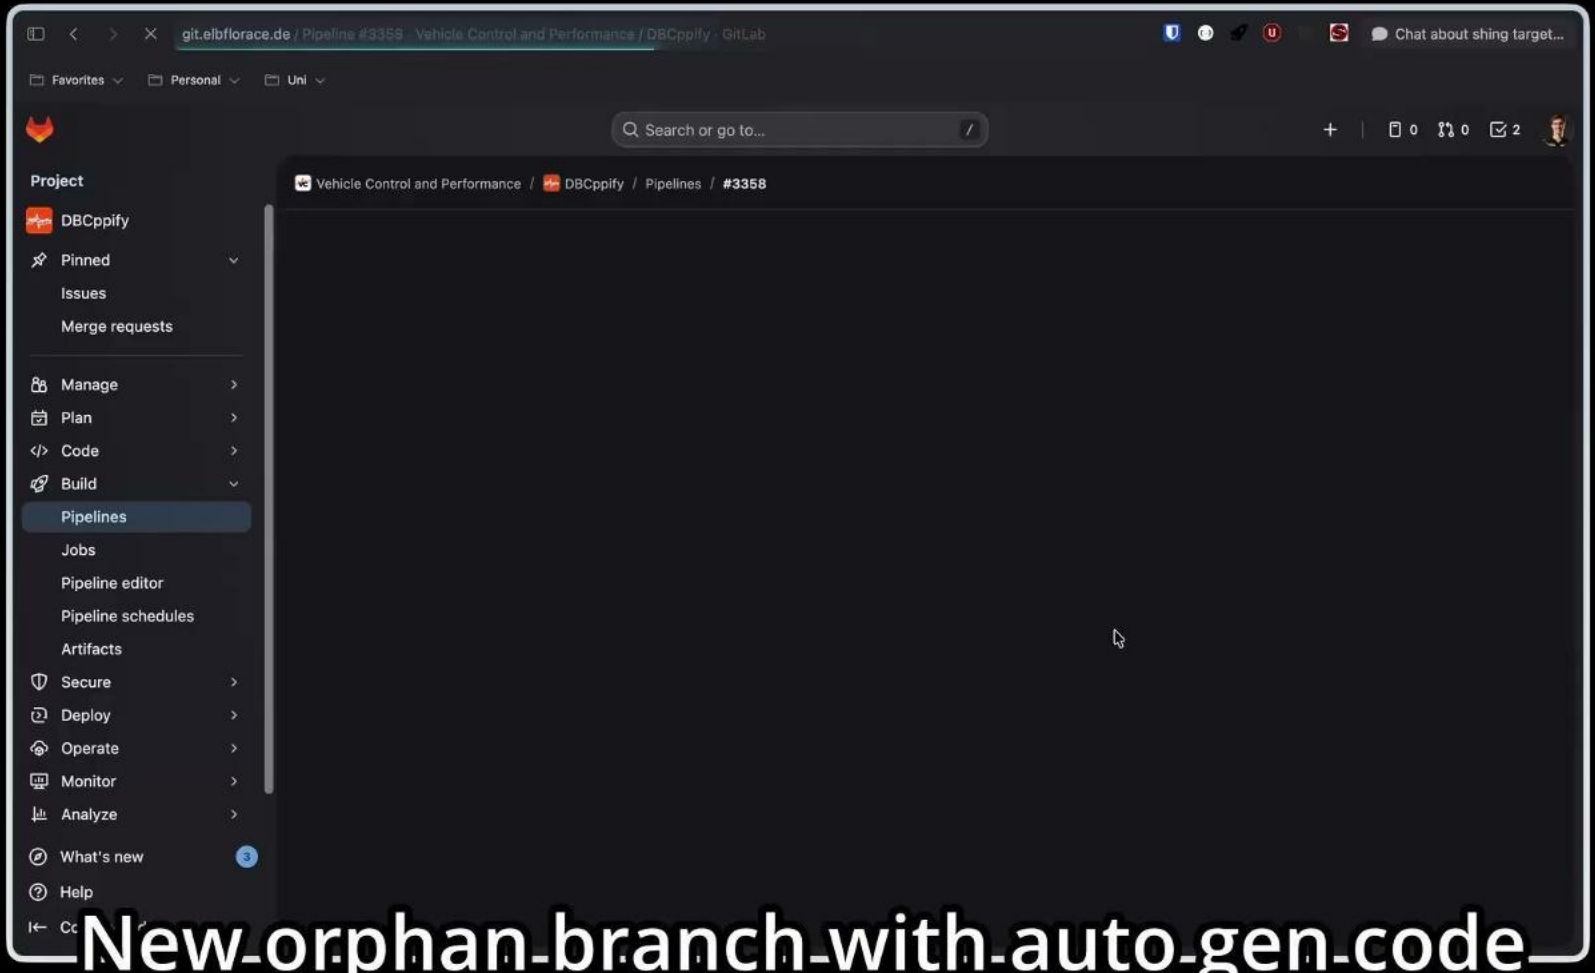 git.elbflorace.de / Pipeline #3358 · Vehicle Control and Performance / DBCppify · GitLab
Chat about shing target...
Favorites
Personal
Uni
Search or go to...
/
0
0
2
Project
Vehicle Control and Performance / DBCppify / Pipelines / #3358
DBCppify
Pinned
Issues
Merge requests
Manage
Plan
Code
Build
Pipelines
Jobs
Pipeline editor
Pipeline schedules
Artifacts
Secure
Deploy
Operate
Monitor
Analyze
What's new
3
Help
New orphan branch with auto gen code